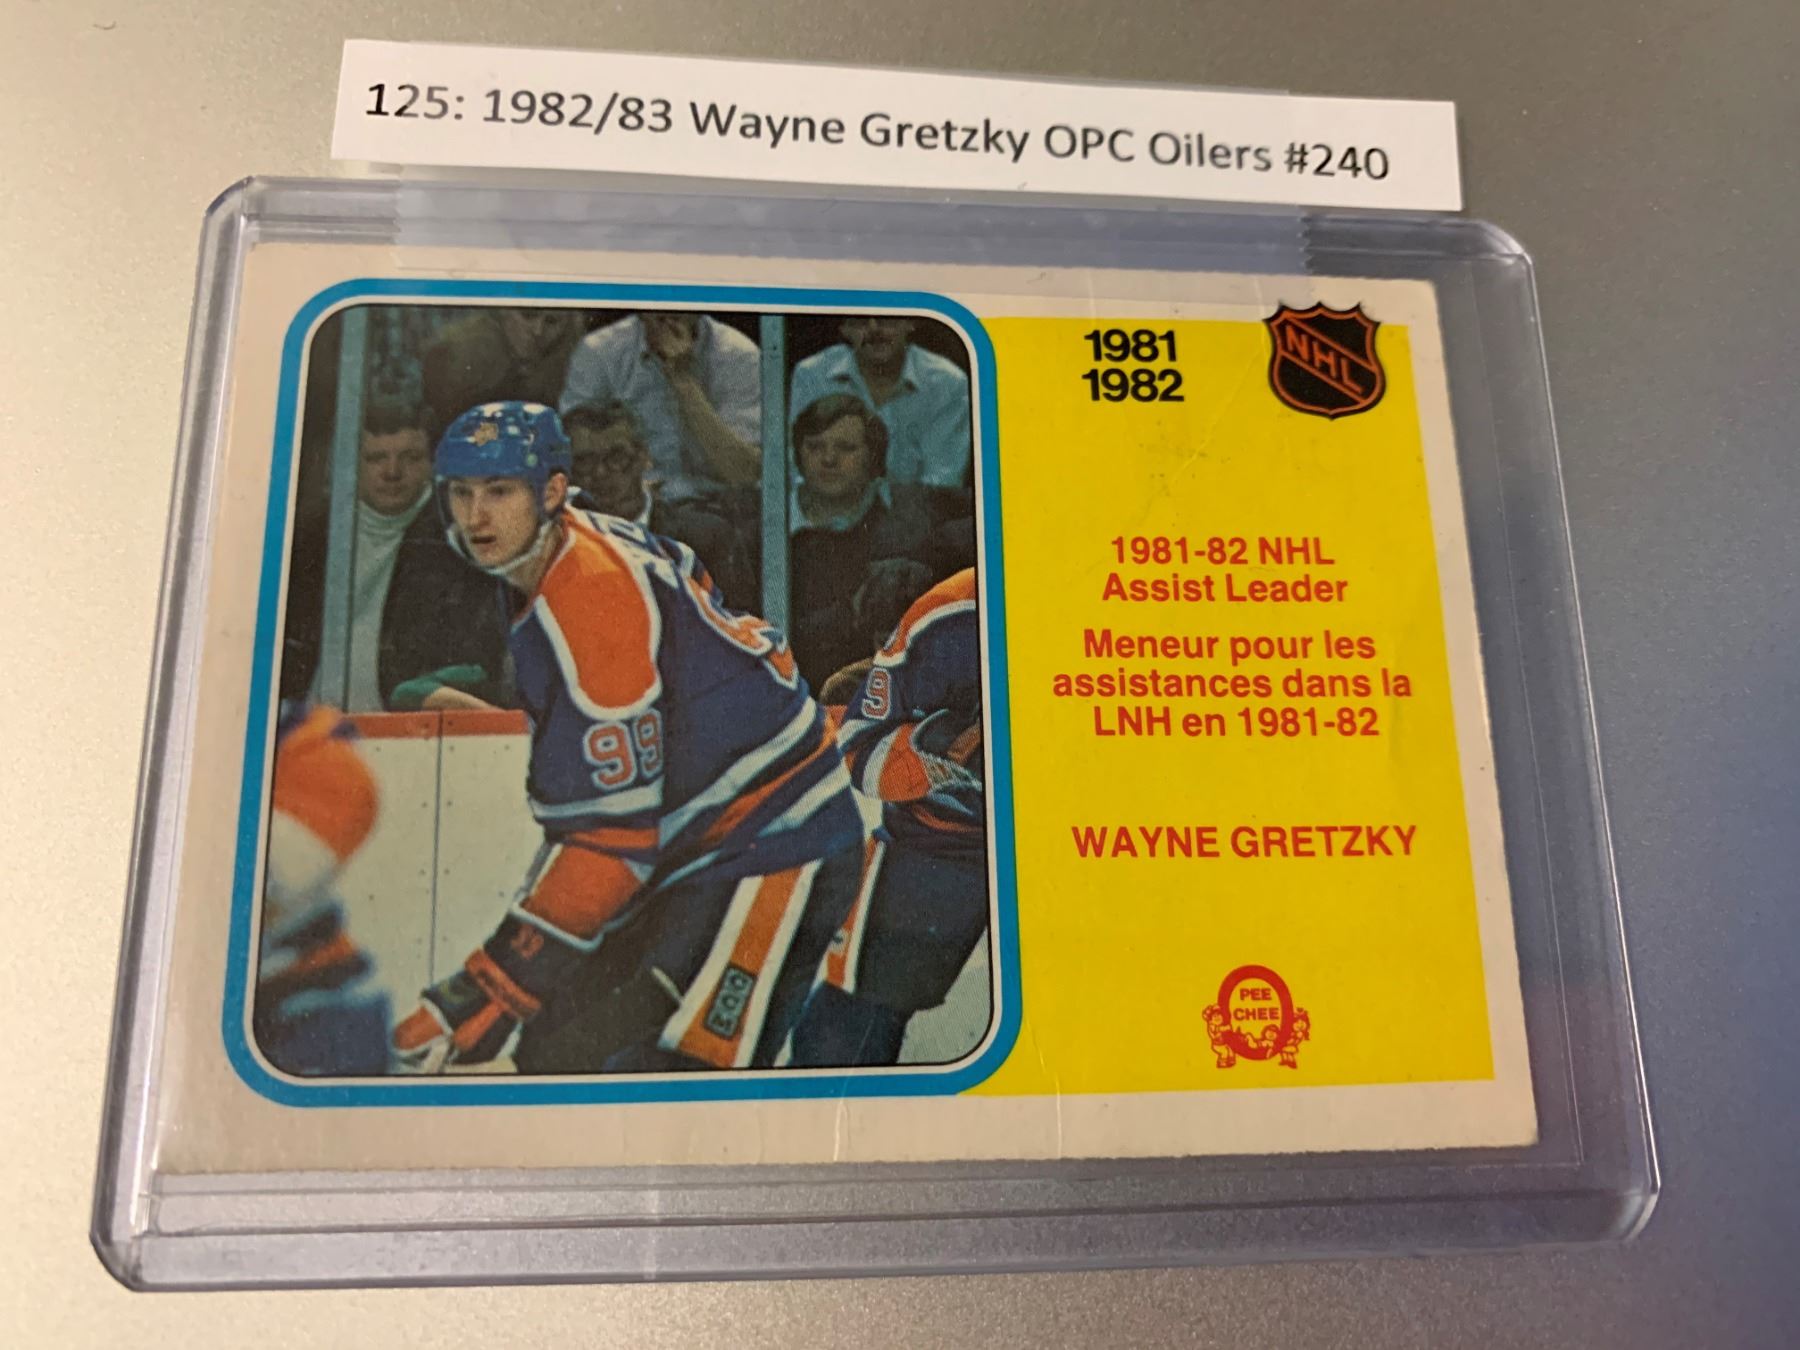 125: 1982/83 Wayne Gretzky OPC Oilers #240
1981
1982
NHL
1981-82 NHL
Assist Leader
Meneur pour les
assistances dans la
LNH en 1981-82
WAYNE GRETZKY
PEE
CHEE
99
9